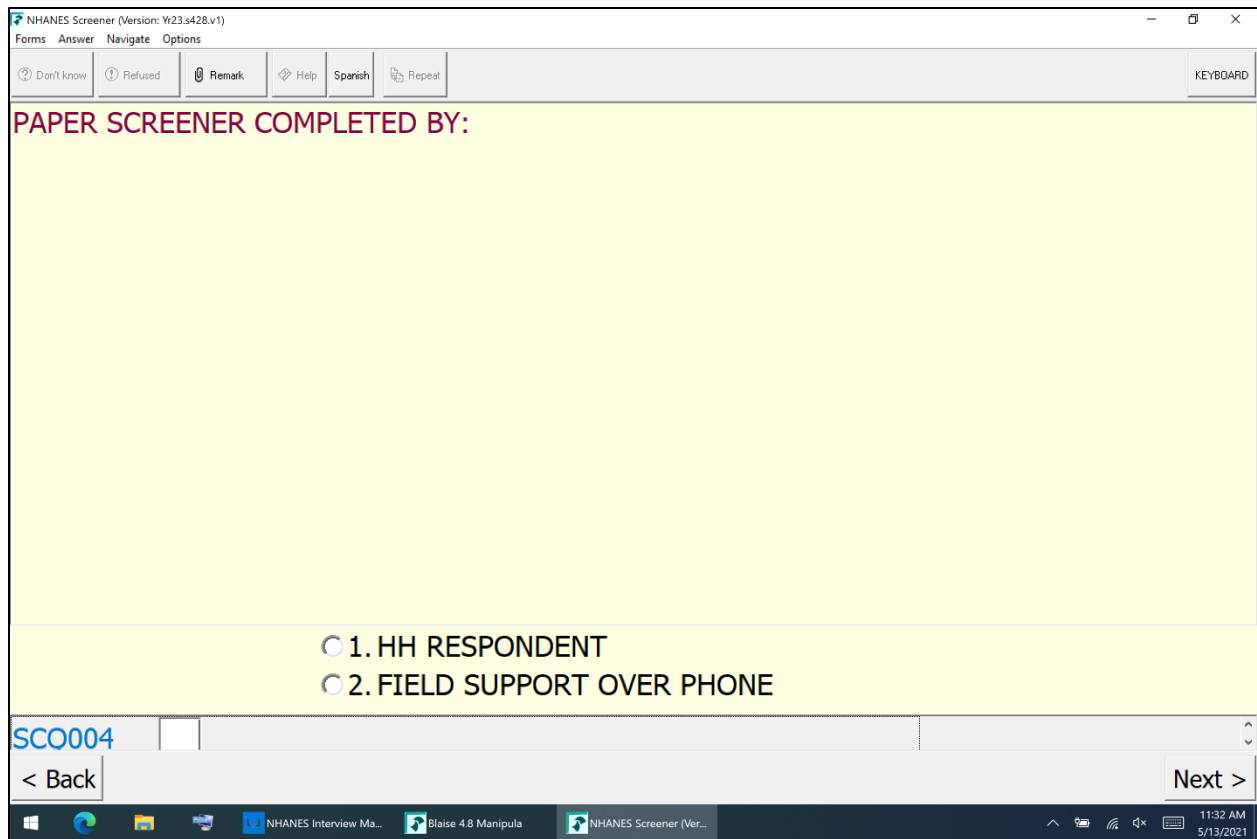 NHANES Screener (Version: Yr23.s428.v1)
Forms Answer Navigate Options
Don't know Refused Remark Help Spanish Repeat KEYBOARD
PAPER SCREENER COMPLETED BY:
1. HH RESPONDENT
2. FIELD SUPPORT OVER PHONE
SCQ004
< Back Next >
NHANES Interview Ma... Blaise 4.8 Manipula NHANES Screener (Ver... 11:32 AM
5/13/2021